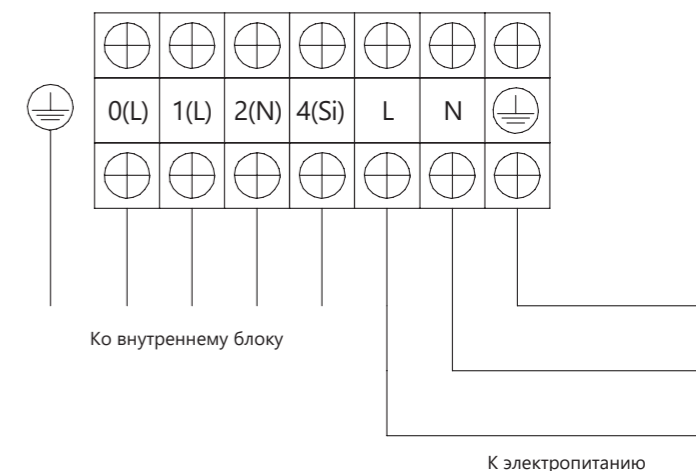 0(L) 1(L) 2(N) 4(Si) L N
Ко внутреннему блоку
К электропитанию